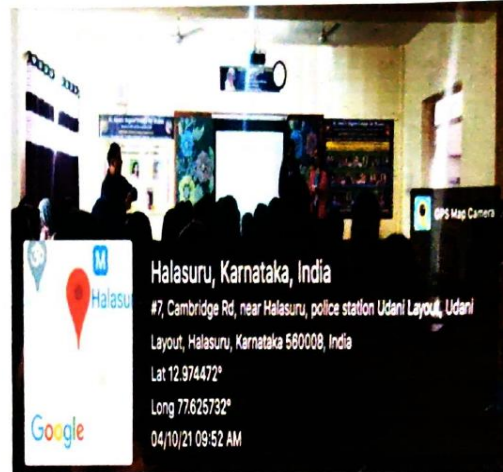 GPS Map Camera
M
Halasu
Google
Halasuru, Karnataka, India
#7, Cambridge Rd, near Halasuru, police station Udani Layout, Udani
Layout, Halasuru, Karnataka 560008, India
Lat 12.974472°
Long 77.625732°
04/10/21 09:52 AM